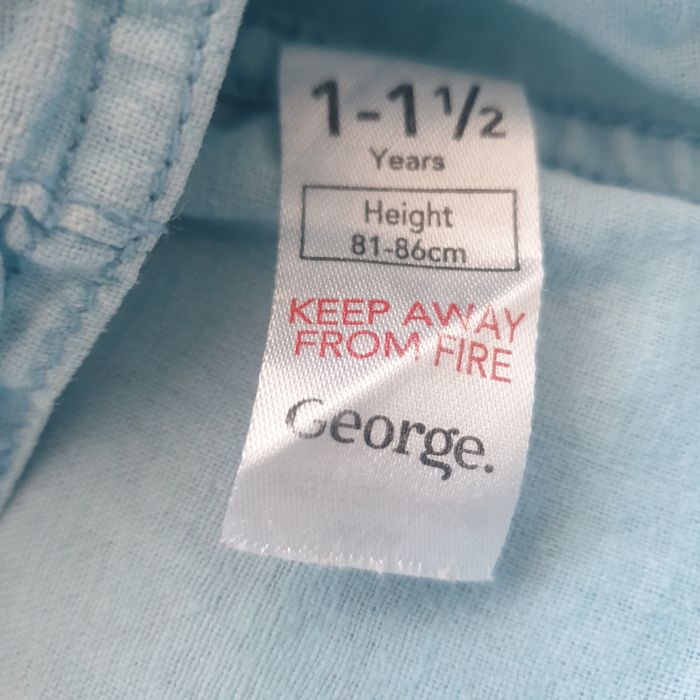 1-1½
Years
Height
81-86cm
KEEP AWAY
FROM FIRE
George.